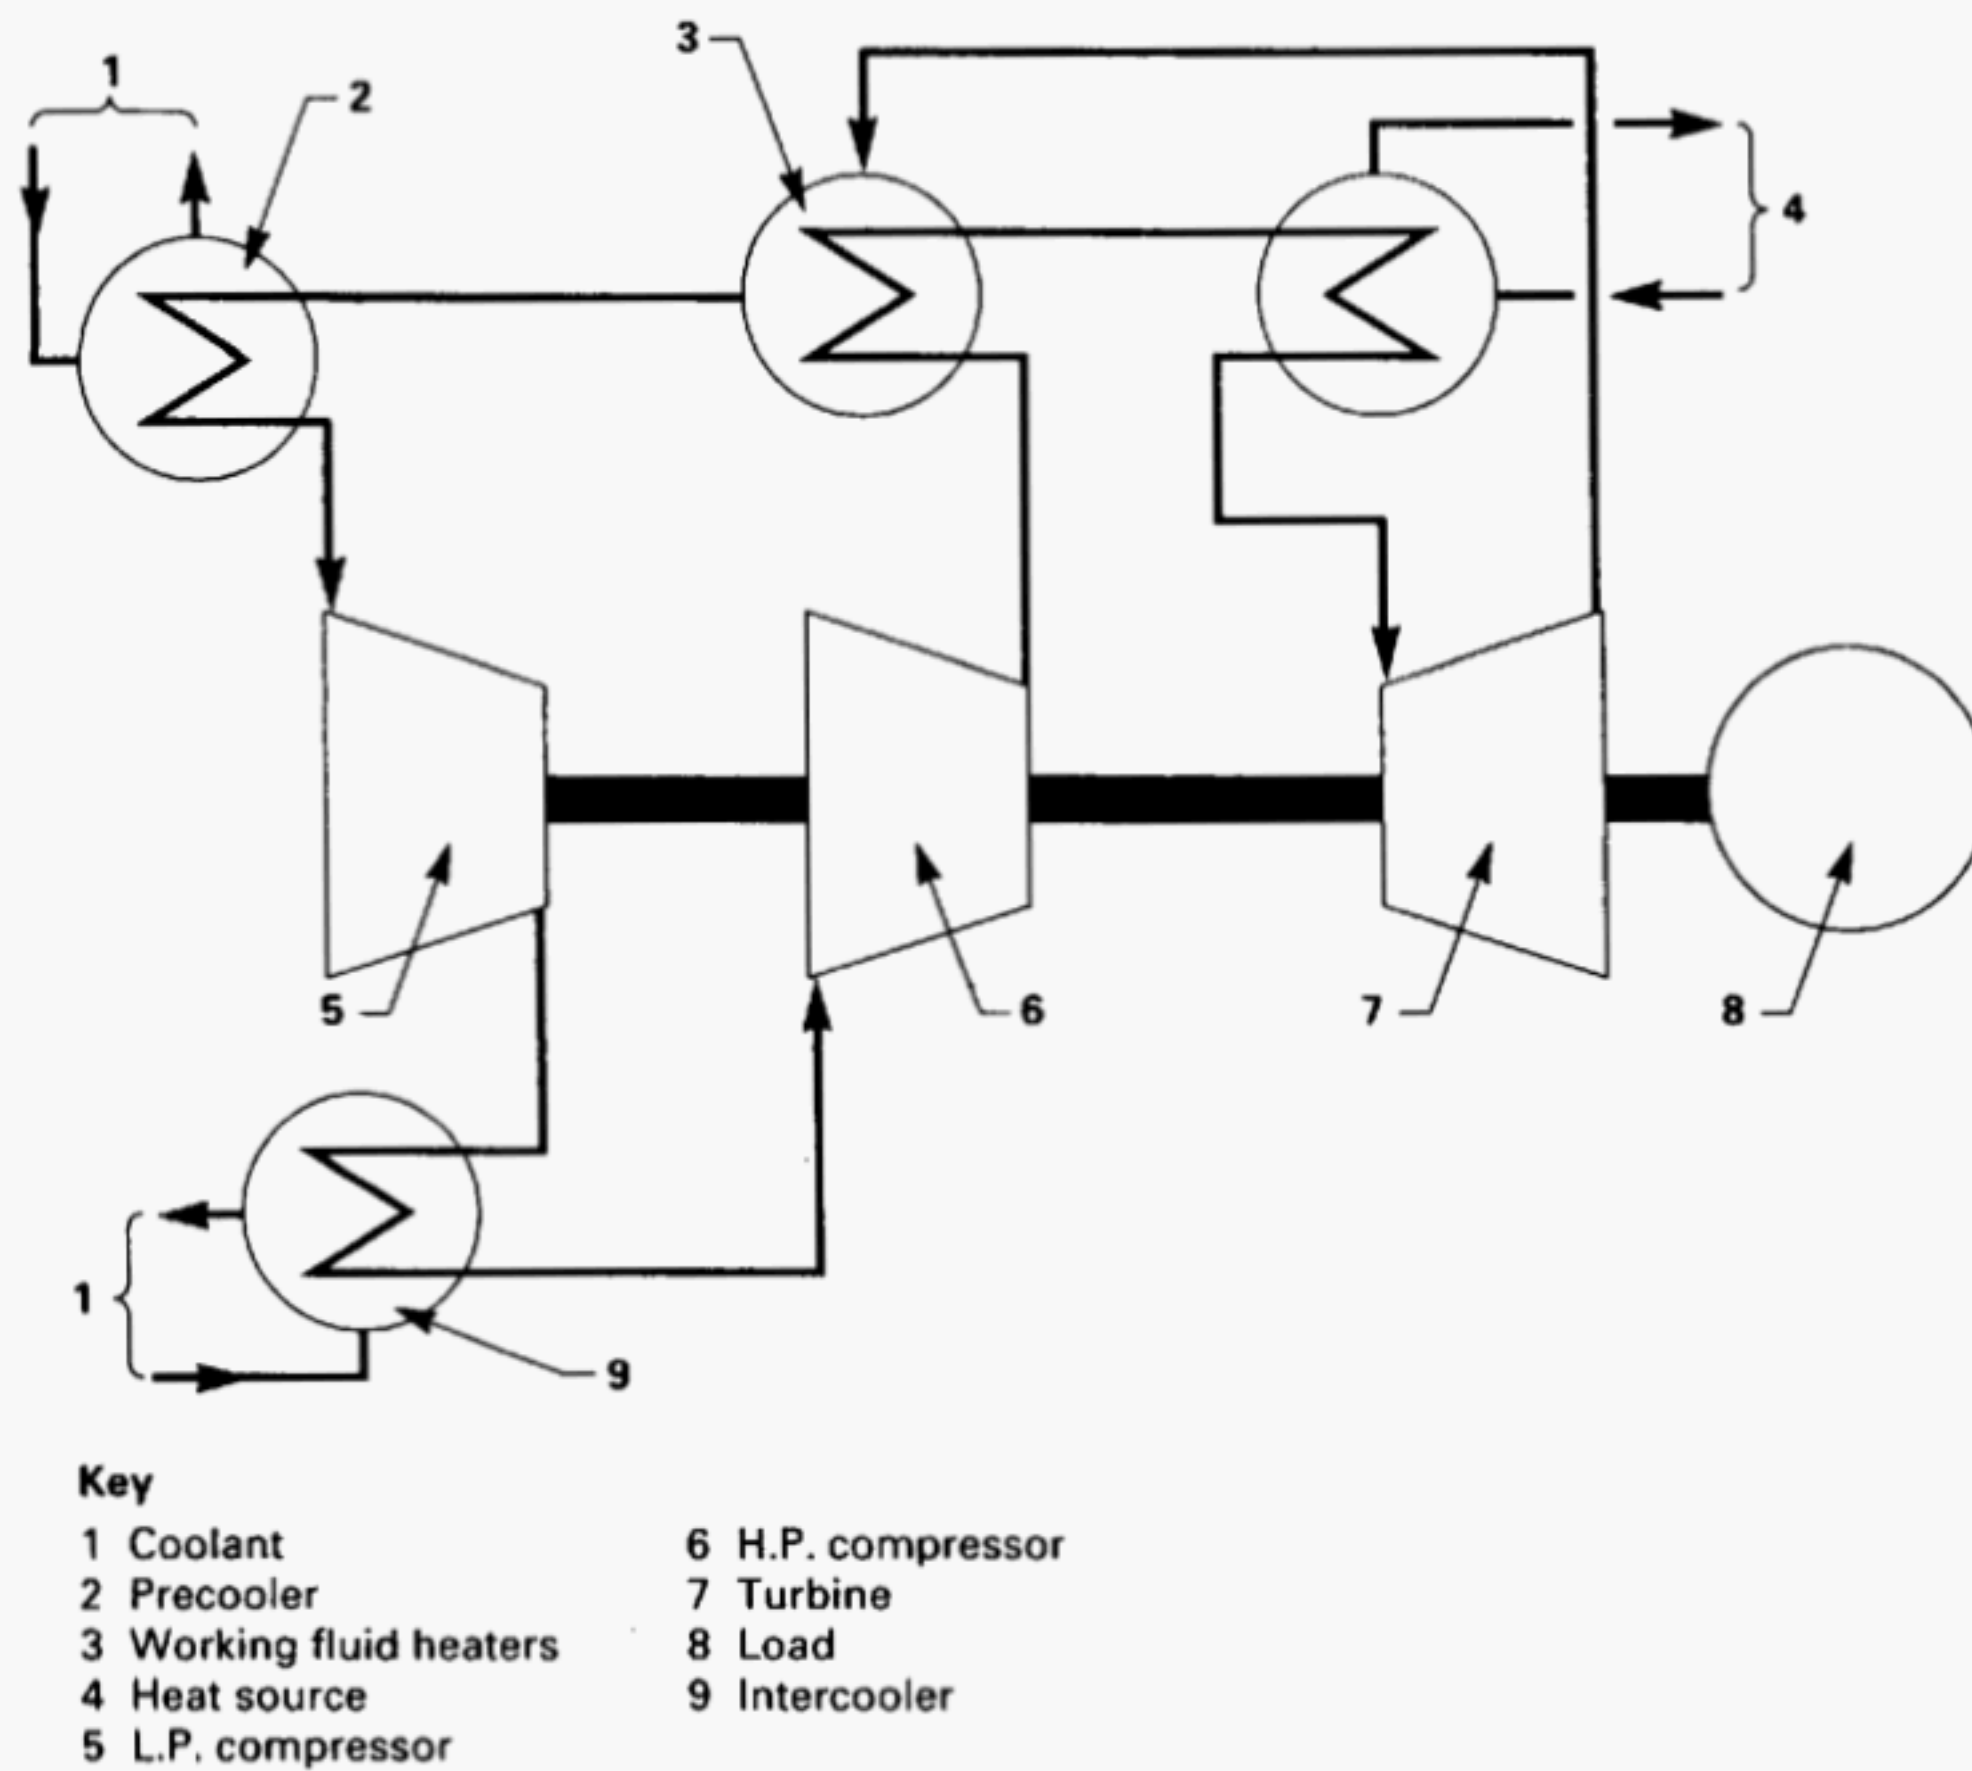 3
1
2
4
5
6
7
8
1
9
Key
1 Coolant
2 Precooler
3 Working fluid heaters
4 Heat source
5 L.P. compressor
6 H.P. compressor
7 Turbine
8 Load
9 Intercooler